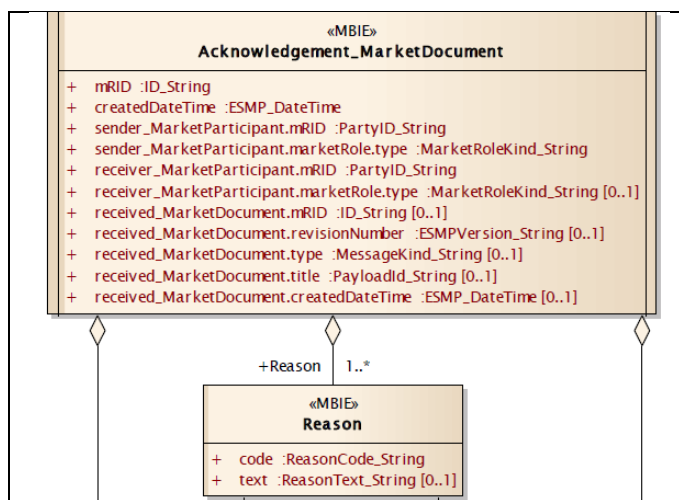 «MBIE»
Acknowledgement_MarketDocument
+ mRID :ID_String
+ createdDateTime :ESMP_DateTime
+ sender_MarketParticipant.mRID :PartyID_String
+ sender_MarketParticipant.marketRole.type :MarketRoleKind_String
+ receiver_MarketParticipant.mRID :PartyID_String
+ receiver_MarketParticipant.marketRole.type :MarketRoleKind_String [0..1]
+ received_MarketDocument.mRID :ID_String [0..1]
+ received_MarketDocument.revisionNumber :ESMPVersion_String [0..1]
+ received_MarketDocument.type :MessageKind_String [0..1]
+ received_MarketDocument.title :PayloadId_String [0..1]
+ received_MarketDocument.createdDateTime :ESMP_DateTime [0..1]
+Reason 1..*
«MBIE»
Reason
+ code :ReasonCode_String
+ text :ReasonText_String [0..1]